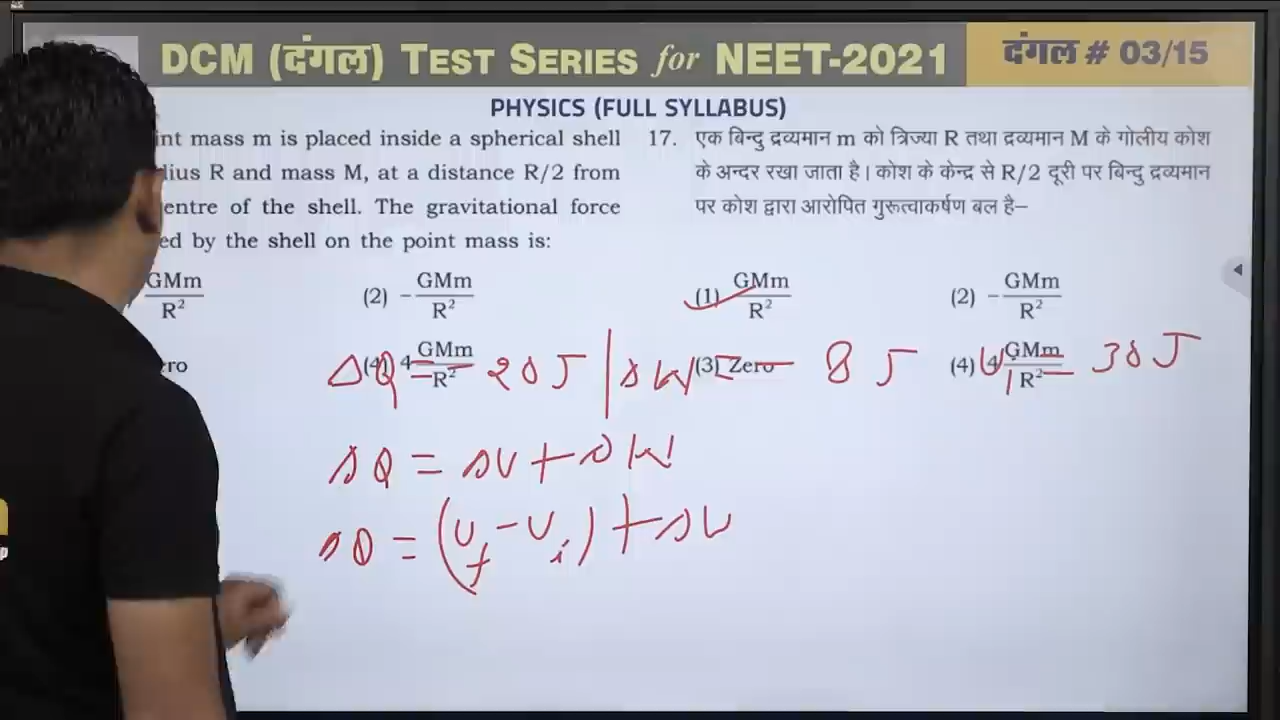 DCM (दंगल) TEST SERIES for NEET-2021
दंगल # 03/15
PHYSICS (FULL SYLLABUS)
int mass m is placed inside a spherical shell
ius R and mass M, at a distance R/2 from
entre of the shell. The gravitational force
ed by the shell on the point mass is:
GMm/R² (2) -GMm/R²
ro (4) 4GMm/R²
17. एक बिन्दु द्रव्यमान m को त्रिज्या R तथा द्रव्यमान M के गोलीय कोश
के अन्दर रखा जाता है। कोश के केन्द्र से R/2 दूरी पर बिन्दु द्रव्यमान
पर कोश द्वारा आरोपित गुरूत्वाकर्षण बल है–
(1) GMm/R² (2) -GMm/R²
(3) Zero (4) 4GMm/R²
ΔQ = 20 J | ΔW = 8 J U = 30 J
ΔQ = ΔU + ΔW
ΔQ = (Uf - Ui) + ΔW